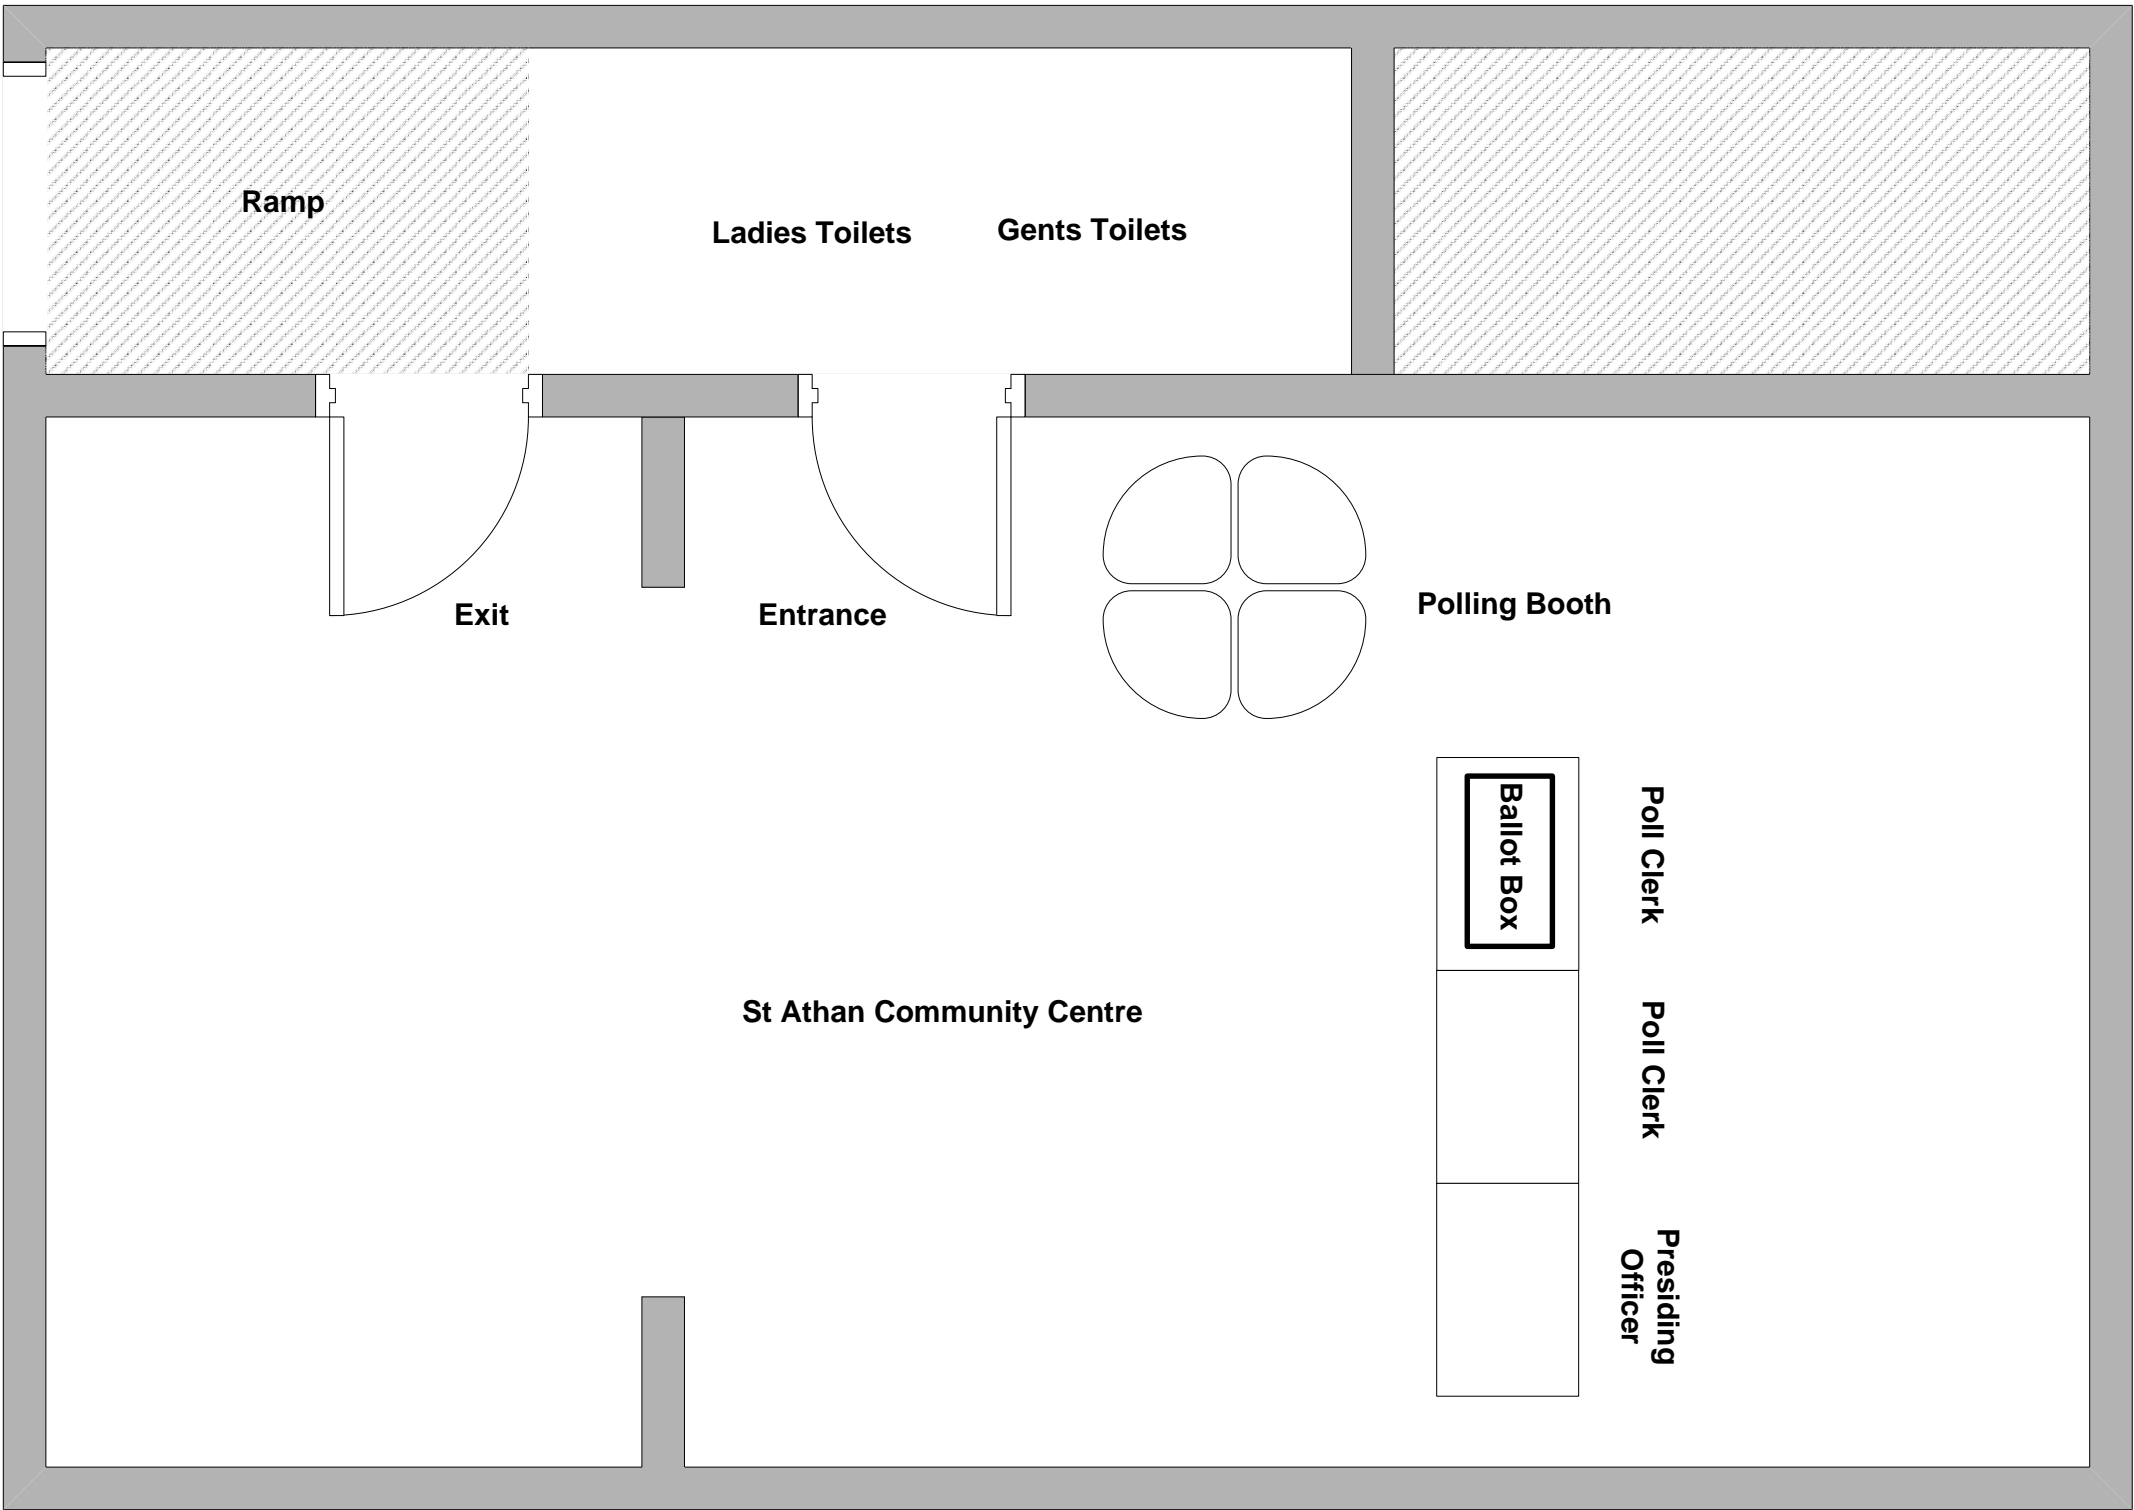 Ramp
Ladies Toilets
Gents Toilets
Exit
Entrance
Polling Booth
Ballot Box
Poll Clerk
St Athan Community Centre
Poll Clerk
Presiding
Officer